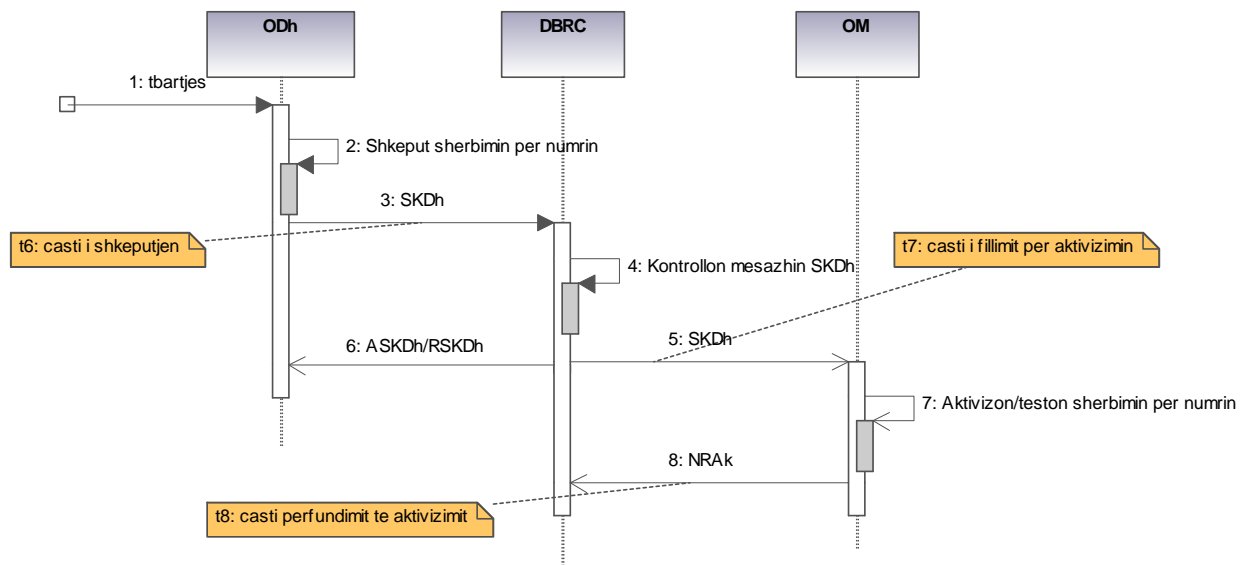 ODh
DBRC
OM
1: tbartjes
2: Shkeput sherbimin per numrin
3: SKDh
t6: casti i shkeputjen
t7: casti i fillimit per aktivizimin
4: Kontrollon mesazhin SKDh
5: SKDh
6: ASKDh/RSKDh
7: Aktivizon/teston sherbimin per numrin
8: NRAk
t8: casti perfundimit te aktivizimit